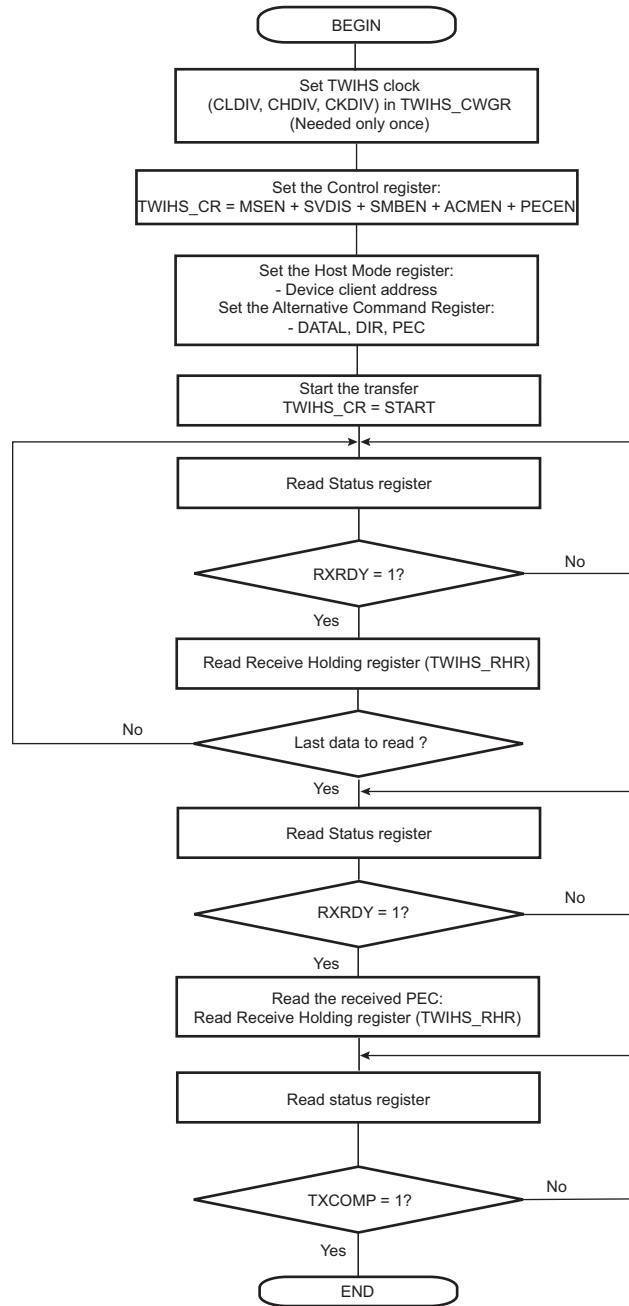 BEGIN
Set TWIHS clock
(CLDIV, CHDIV, CKDIV) in TWIHS_CWGR
(Needed only once)
Set the Control register:
TWIHS_CR = MSEN + SVDIS + SMBEN + ACMEN + PECEN
Set the Host Mode register:
- Device client address
Set the Alternative Command Register:
- DATAL, DIR, PEC
Start the transfer
TWIHS_CR = START
Read Status register
RXRDY = 1?
No
Yes
Read Receive Holding register (TWIHS_RHR)
No
Last data to read ?
Yes
Read Status register
RXRDY = 1?
No
Yes
Read the received PEC:
Read Receive Holding register (TWIHS_RHR)
Read status register
TXCOMP = 1?
No
Yes
END